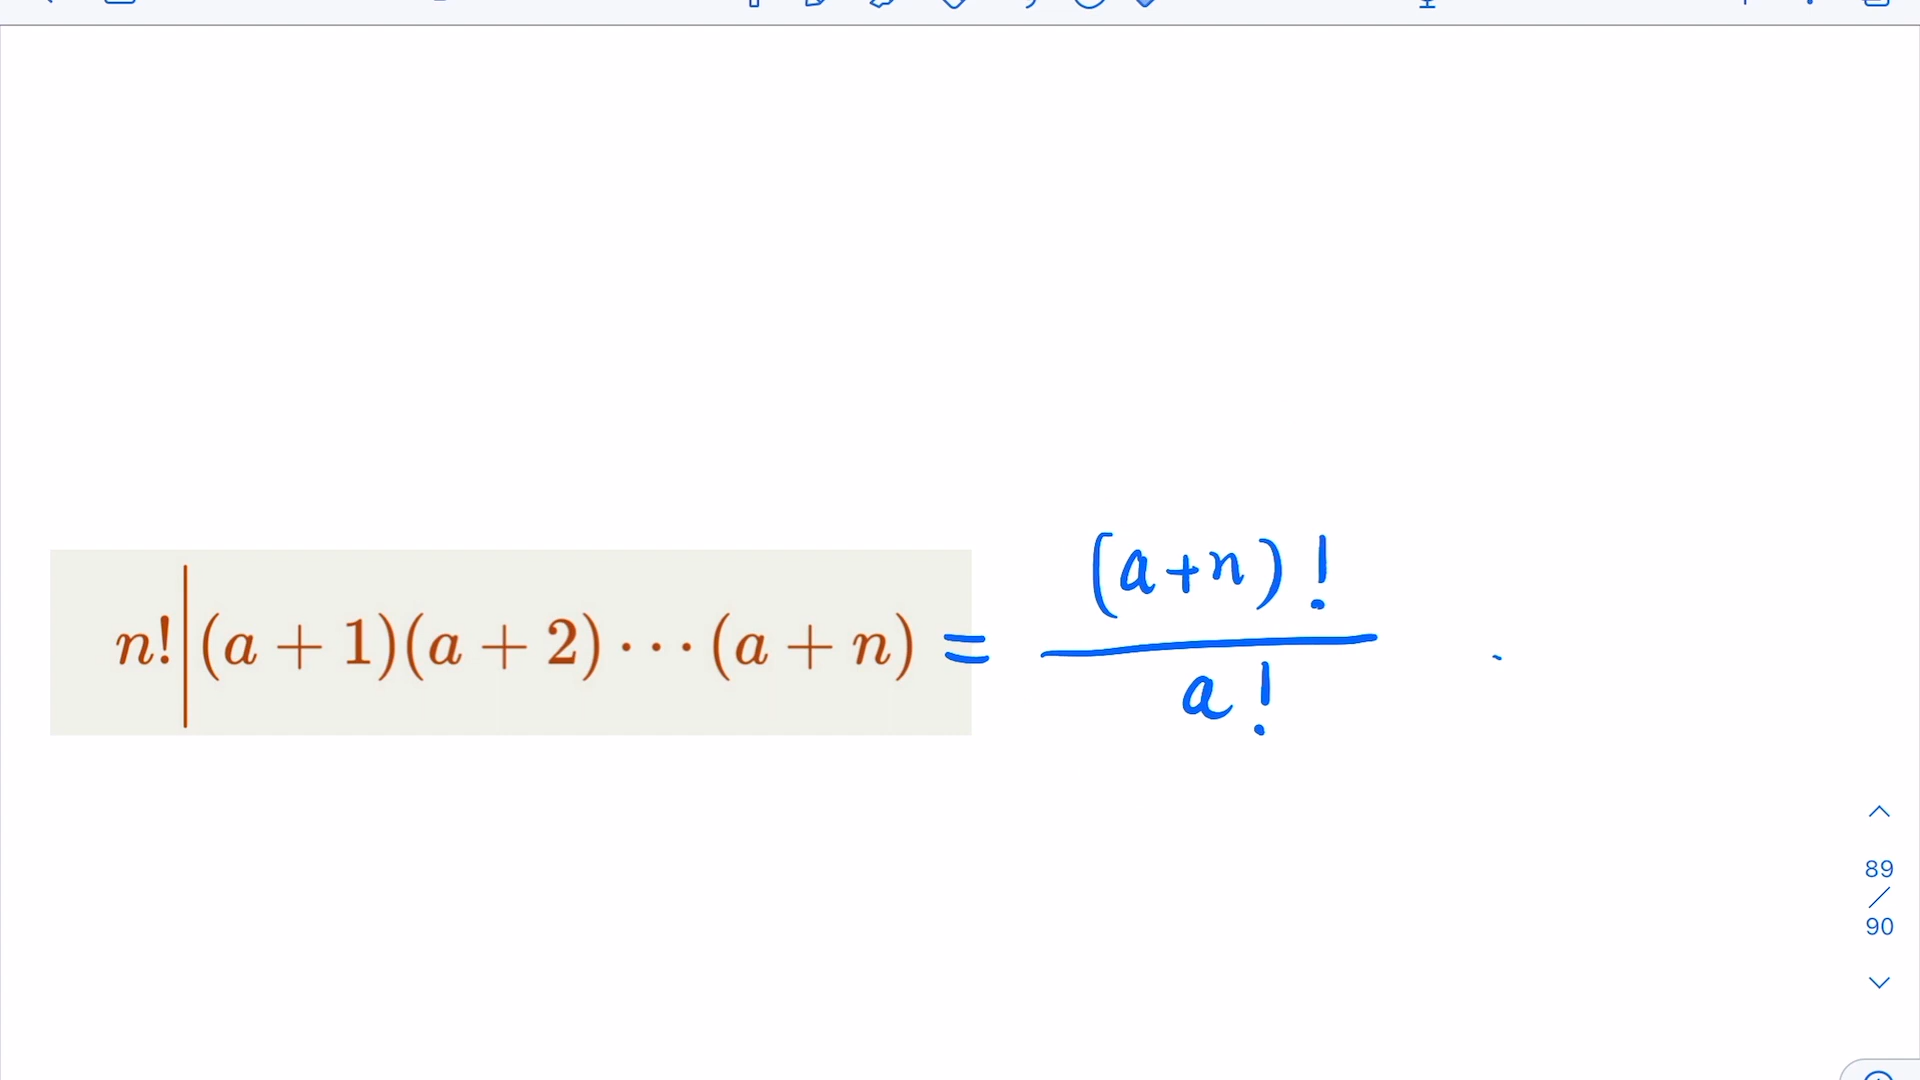 n!|(a + 1)(a + 2) ⋯ (a + n) = (a+n)! / a!
89
/
90